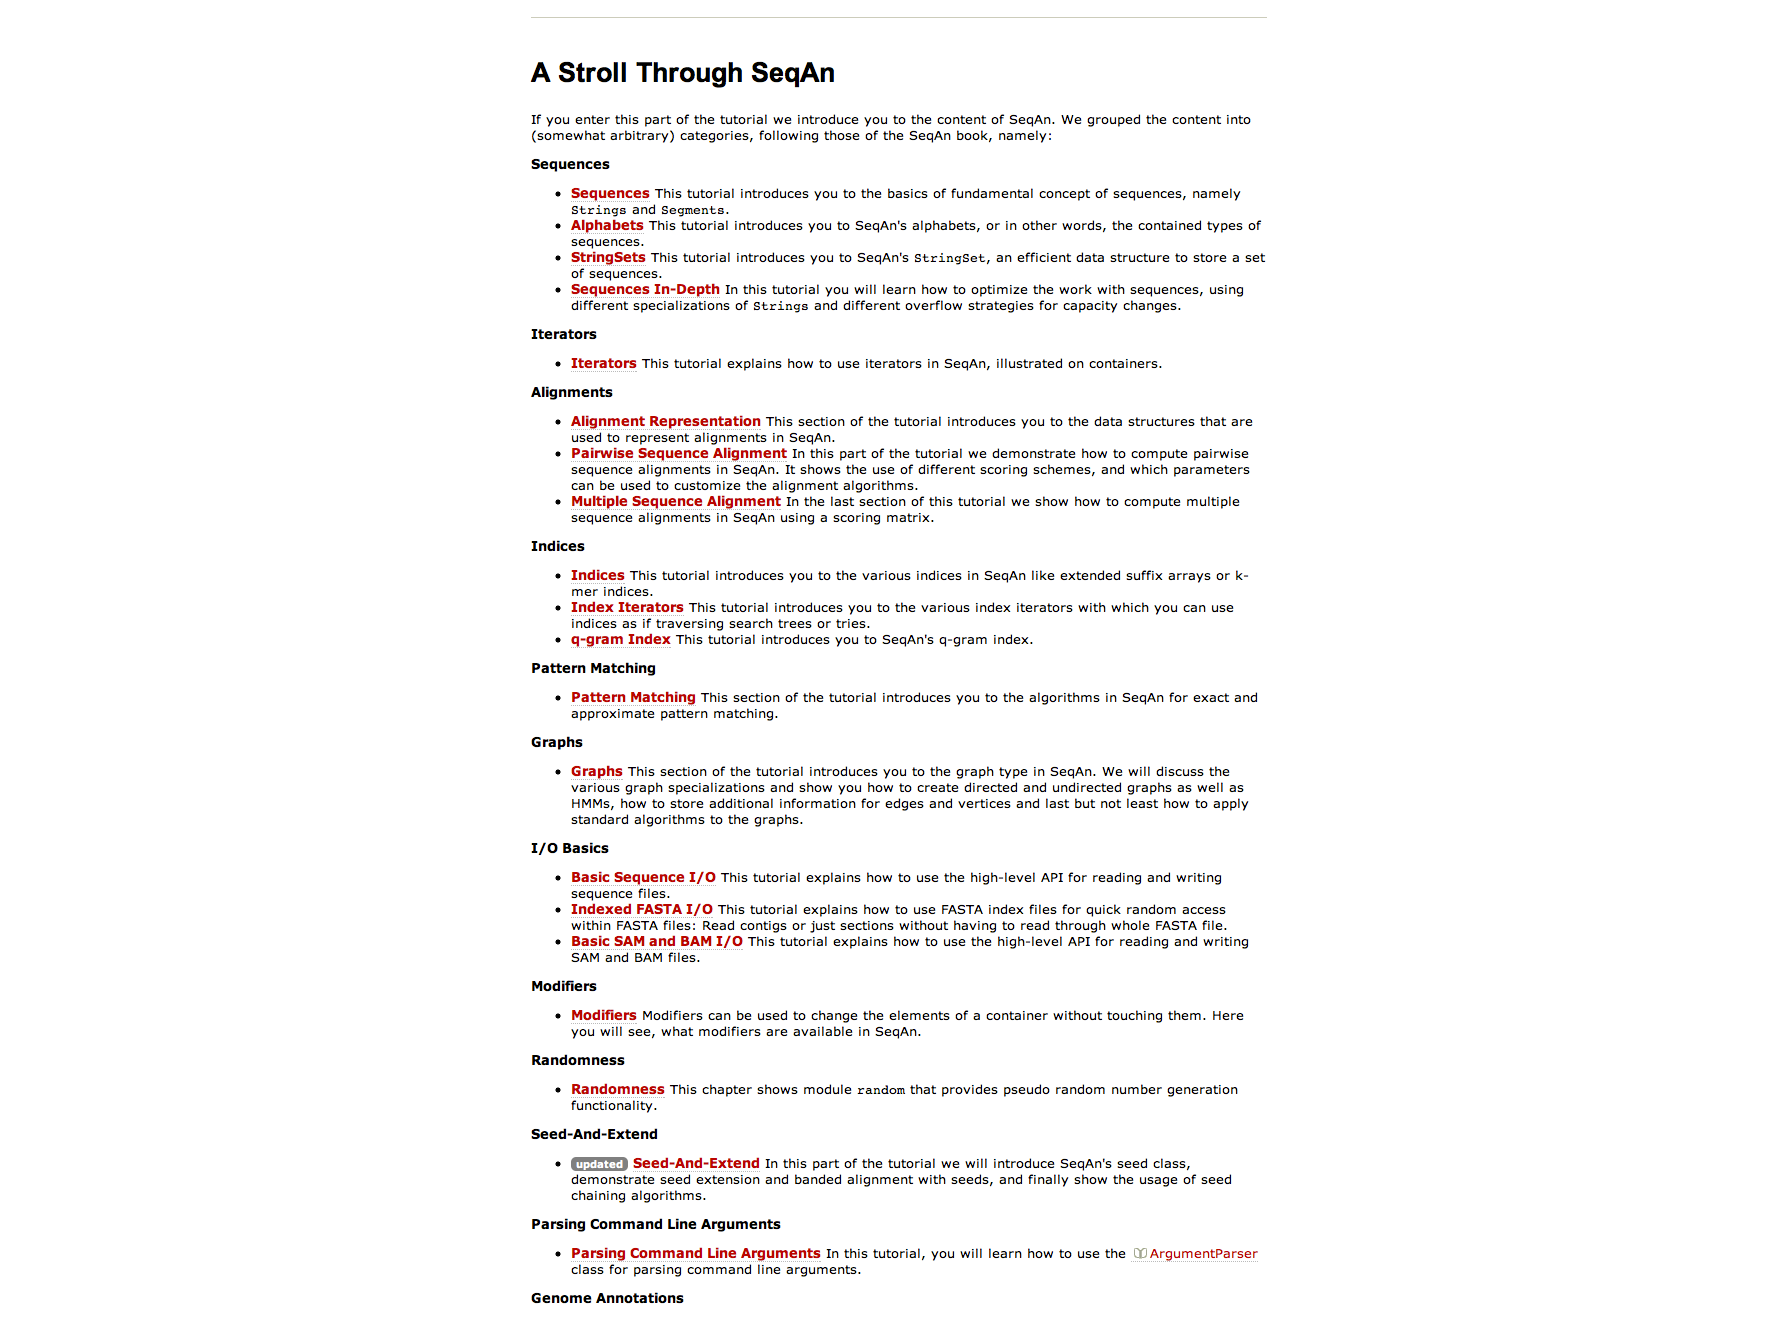 A Stroll Through SeqAn
If you enter this part of the tutorial we introduce you to the content of SeqAn. We grouped the content into
(somewhat arbitrary) categories, following those of the SeqAn book, namely:
Sequences
• Sequences This tutorial introduces you to the basics of fundamental concept of sequences, namely
Strings and Segments.
• Alphabets This tutorial introduces you to SeqAn's alphabets, or in other words, the contained types of
sequences.
• StringSets This tutorial introduces you to SeqAn's StringSet, an efficient data structure to store a set
of sequences.
• Sequences In-Depth In this tutorial you will learn how to optimize the work with sequences, using
different specializations of Strings and different overflow strategies for capacity changes.
Iterators
• Iterators This tutorial explains how to use iterators in SeqAn, illustrated on containers.
Alignments
• Alignment Representation This section of the tutorial introduces you to the data structures that are
used to represent alignments in SeqAn.
• Pairwise Sequence Alignment In this part of the tutorial we demonstrate how to compute pairwise
sequence alignments in SeqAn. It shows the use of different scoring schemes, and which parameters
can be used to customize the alignment algorithms.
• Multiple Sequence Alignment In the last section of this tutorial we show how to compute multiple
sequence alignments in SeqAn using a scoring matrix.
Indices
• Indices This tutorial introduces you to the various indices in SeqAn like extended suffix arrays or k-
mer indices.
• Index Iterators This tutorial introduces you to the various index iterators with which you can use
indices as if traversing search trees or tries.
• q-gram Index This tutorial introduces you to SeqAn's q-gram index.
Pattern Matching
• Pattern Matching This section of the tutorial introduces you to the algorithms in SeqAn for exact and
approximate pattern matching.
Graphs
• Graphs This section of the tutorial introduces you to the graph type in SeqAn. We will discuss the
various graph specializations and show you how to create directed and undirected graphs as well as
HMMs, how to store additional information for edges and vertices and last but not least how to apply
standard algorithms to the graphs.
I/O Basics
• Basic Sequence I/O This tutorial explains how to use the high-level API for reading and writing
sequence files.
• Indexed FASTA I/O This tutorial explains how to use FASTA index files for quick random access
within FASTA files: Read contigs or just sections without having to read through whole FASTA file.
• Basic SAM and BAM I/O This tutorial explains how to use the high-level API for reading and writing
SAM and BAM files.
Modifiers
• Modifiers Modifiers can be used to change the elements of a container without touching them. Here
you will see, what modifiers are available in SeqAn.
Randomness
• Randomness This chapter shows module random that provides pseudo random number generation
functionality.
Seed-And-Extend
• updated Seed-And-Extend In this part of the tutorial we will introduce SeqAn's seed class,
demonstrate seed extension and banded alignment with seeds, and finally show the usage of seed
chaining algorithms.
Parsing Command Line Arguments
• Parsing Command Line Arguments In this tutorial, you will learn how to use the ArgumentParser
class for parsing command line arguments.
Genome Annotations